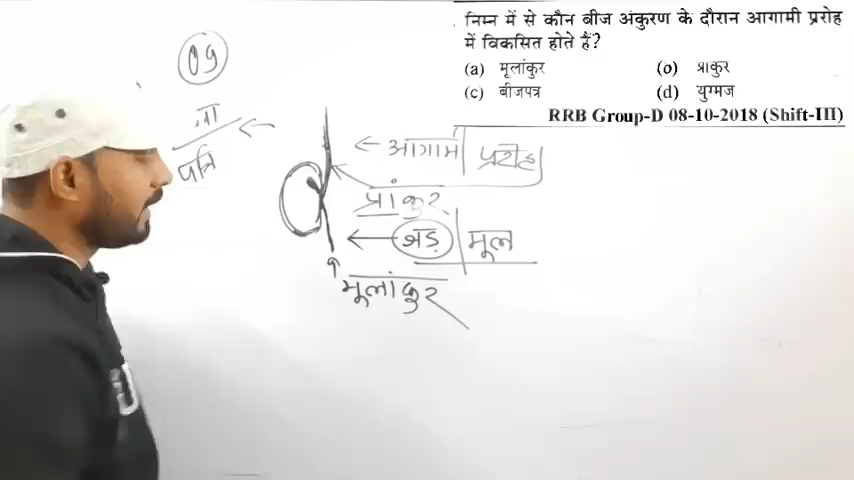 . निम्न में से कौन बीज अंकुरण के दौरान आगामी प्ररोह
में विकसित होते हैं?
(a) मूलांकुर (o) प्राकुर
(c) बीजपत्र (d) युग्मज
RRB Group-D 08-10-2018 (Shift-III)
09
← आगामी प्ररोह
प्रांकुर
← जड़ मूल
मूलांकुर